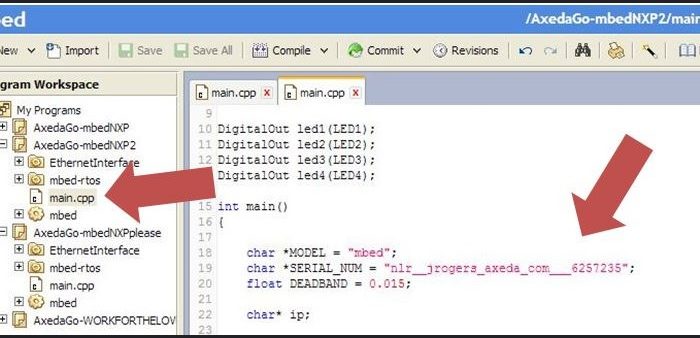 bed
/AxedaGo-mbedNXP2/main
New Import Save Save All Compile Commit Revisions
gram Workspace
main.cpp x main.cpp x
My Programs
AxedaGo-mbedNXP
AxedaGo-mbedNXP2
EthernetInterface
mbed-rtos
main.cpp
mbed
AxedaGo-mbedNXPplease
EthernetInterface
mbed-rtos
main.cpp
mbed
AxedaGo-WORKFORTHELOV
9
10 DigitalOut led1(LED1);
11 DigitalOut led2(LED2);
12 DigitalOut led3(LED3);
DigitalOut led4(LED4);
15 int main()
16 {
17
18 char *MODEL = "mbed";
19 char *SERIAL_NUM = "nlr__jrogers_axeda_com___6257235";
20 float DEADBAND = 0.015;
21
22 char* ip;
23